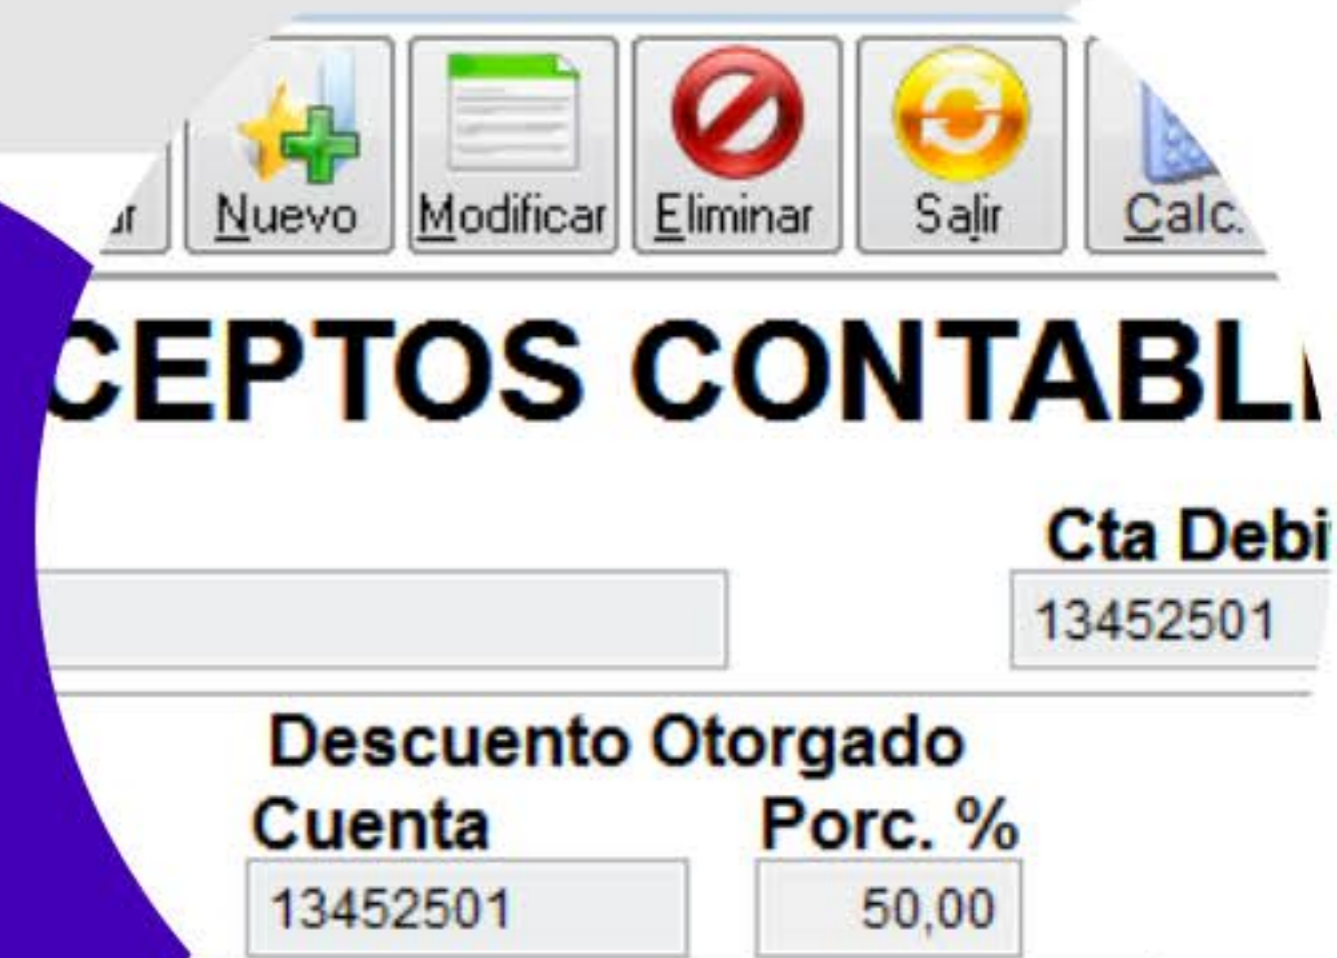 Nuevo Modificar Eliminar Salir Calc.
CEPTOS CONTABL
Cta Debi
13452501
Descuento Otorgado
Cuenta Porc. %
13452501 50,00